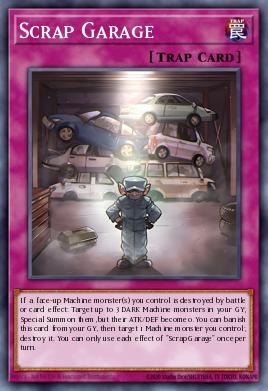 Scrap Garage
TRAP
罠
[ Trap Card ]
If a face-up Machine monster(s) you control is destroyed by battle
or card effect: Target up to 3 DARK Machine monsters in your GY;
Special Summon them, but their ATK/DEF become 0. You can banish
this card from your GY, then target 1 Machine monster you control;
destroy it. You can only use each effect of "Scrap Garage" once per
turn.